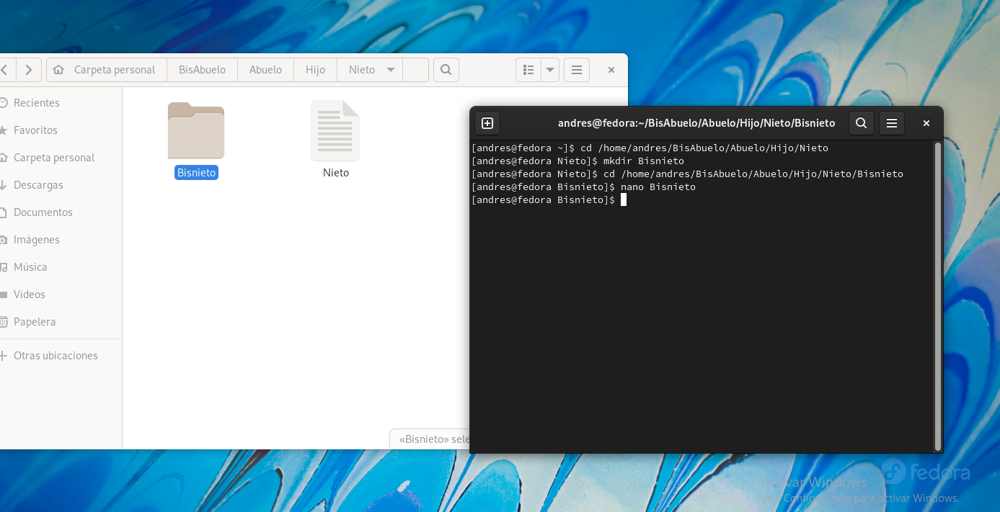 Carpeta personal BisAbuelo Abuelo Hijo Nieto
Recientes
Favoritos
Carpeta personal
Descargas
Documentos
Imágenes
Música
Vídeos
Papelera
Otras ubicaciones
Bisnieto
Nieto
«Bisnieto» sele
andres@fedora:~/BisAbuelo/Abuelo/Hijo/Nieto/Bisnieto
[andres@fedora ~]$ cd /home/andres/BisAbuelo/Abuelo/Hijo/Nieto
[andres@fedora Nieto]$ mkdir Bisnieto
[andres@fedora Nieto]$ cd /home/andres/BisAbuelo/Abuelo/Hijo/Nieto/Bisnieto
[andres@fedora Bisnieto]$ nano Bisnieto
[andres@fedora Bisnieto]$
fedora
Activar Windows
Ve a Configuración para activar Windows.